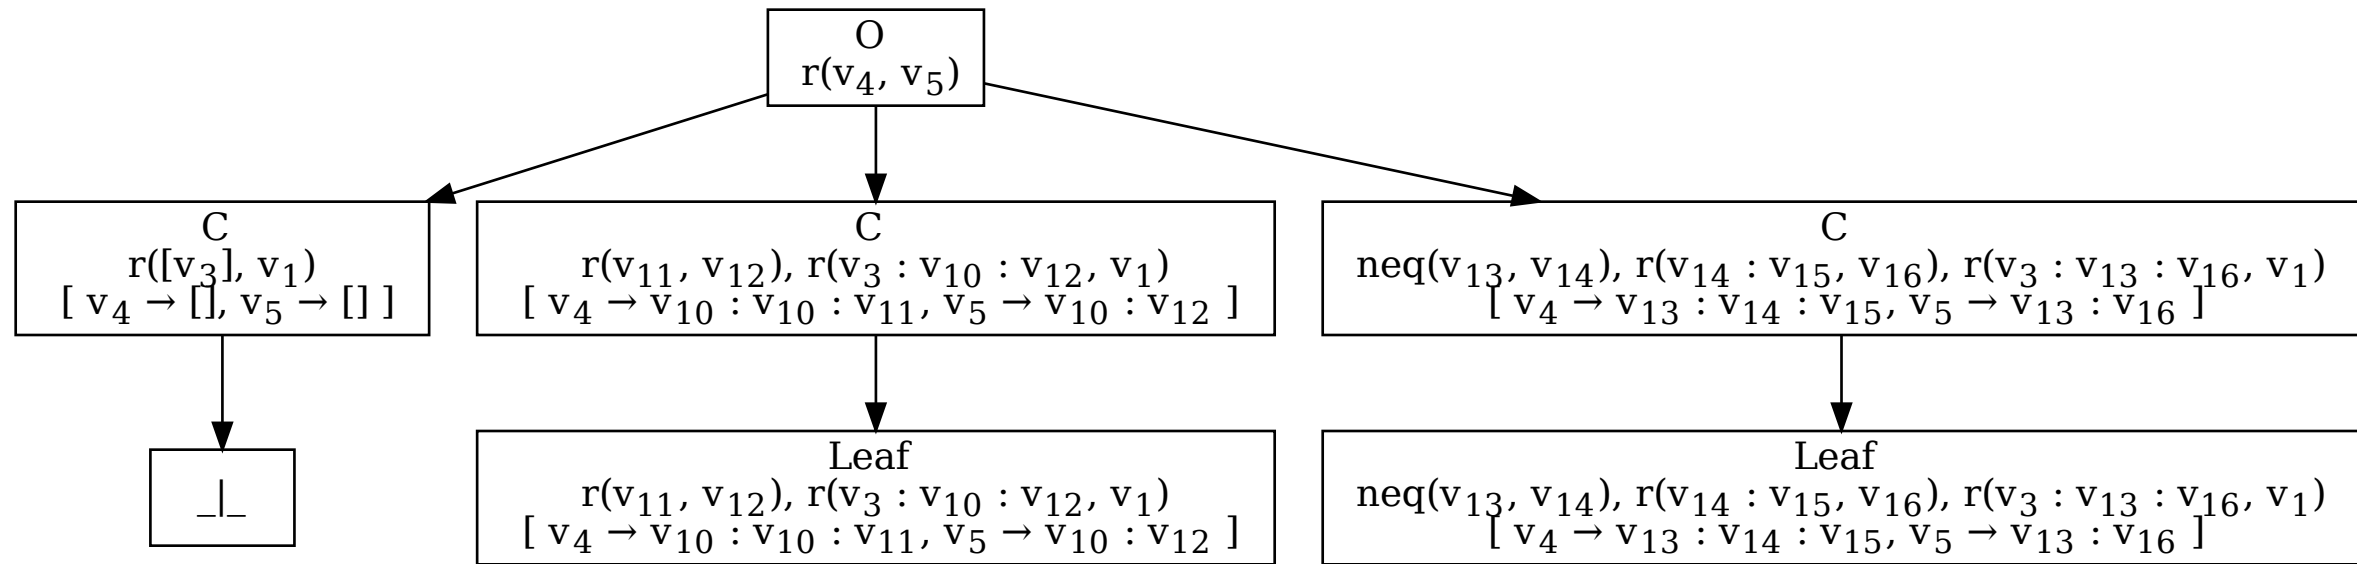 O
r(v₄, v₅)
C
r([v₃], v₁)
[ v₄ → [], v₅ → [] ]
C
r(v₁₁, v₁₂), r(v₃ : v₁₀ : v₁₂, v₁)
[ v₄ → v₁₀ : v₁₀ : v₁₁, v₅ → v₁₀ : v₁₂ ]
C
neq(v₁₃, v₁₄), r(v₁₄ : v₁₅, v₁₆), r(v₃ : v₁₃ : v₁₆, v₁)
[ v₄ → v₁₃ : v₁₄ : v₁₅, v₅ → v₁₃ : v₁₆ ]
_|_
Leaf
r(v₁₁, v₁₂), r(v₃ : v₁₀ : v₁₂, v₁)
[ v₄ → v₁₀ : v₁₀ : v₁₁, v₅ → v₁₀ : v₁₂ ]
Leaf
neq(v₁₃, v₁₄), r(v₁₄ : v₁₅, v₁₆), r(v₃ : v₁₃ : v₁₆, v₁)
[ v₄ → v₁₃ : v₁₄ : v₁₅, v₅ → v₁₃ : v₁₆ ]